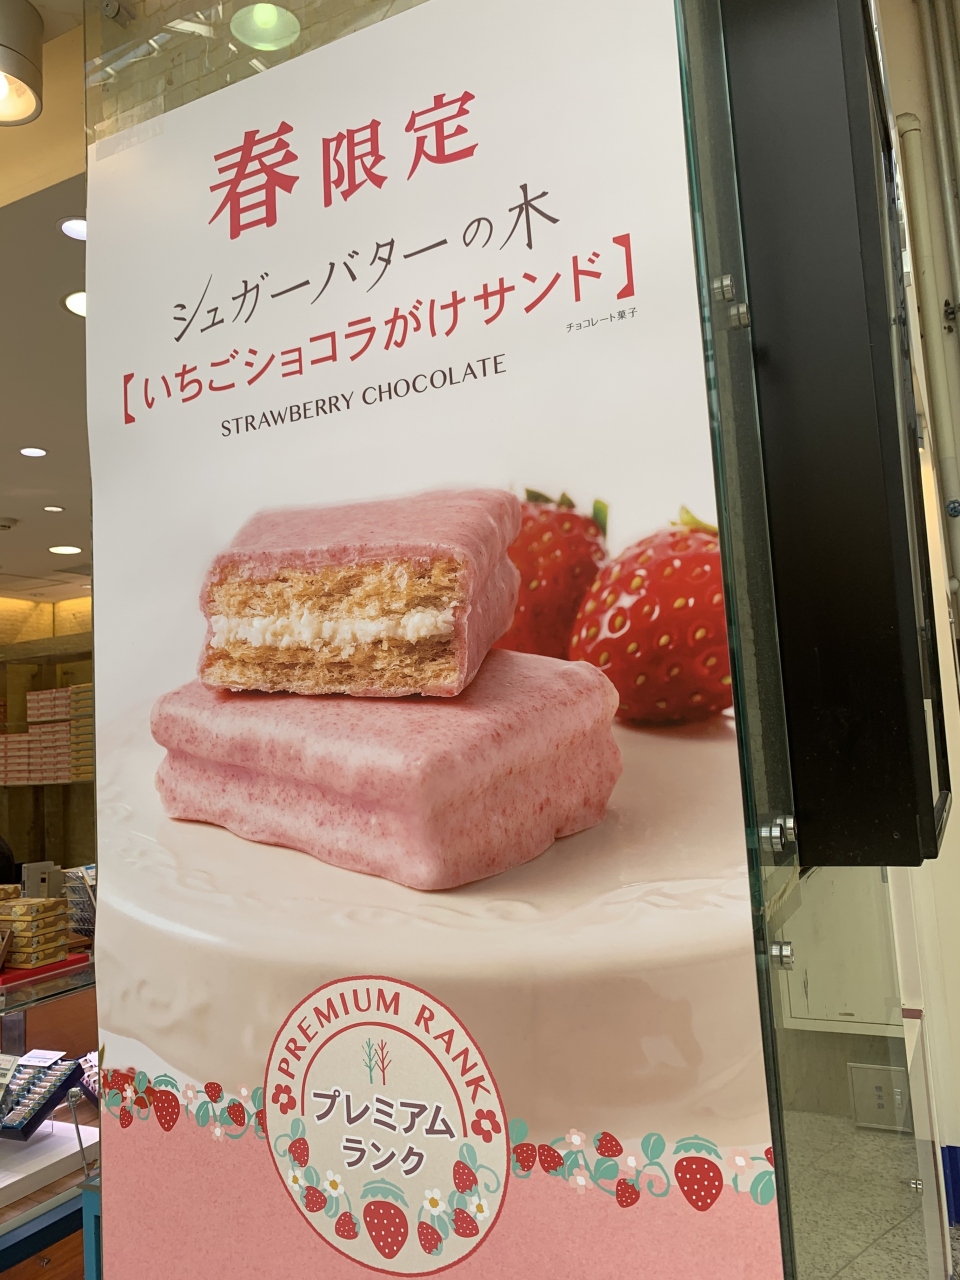 春限定
シュガーバターの木
【いちごショコラがけサンド】
チョコレート菓子
STRAWBERRY CHOCOLATE
PREMIUM RANK
プレミアム
ランク